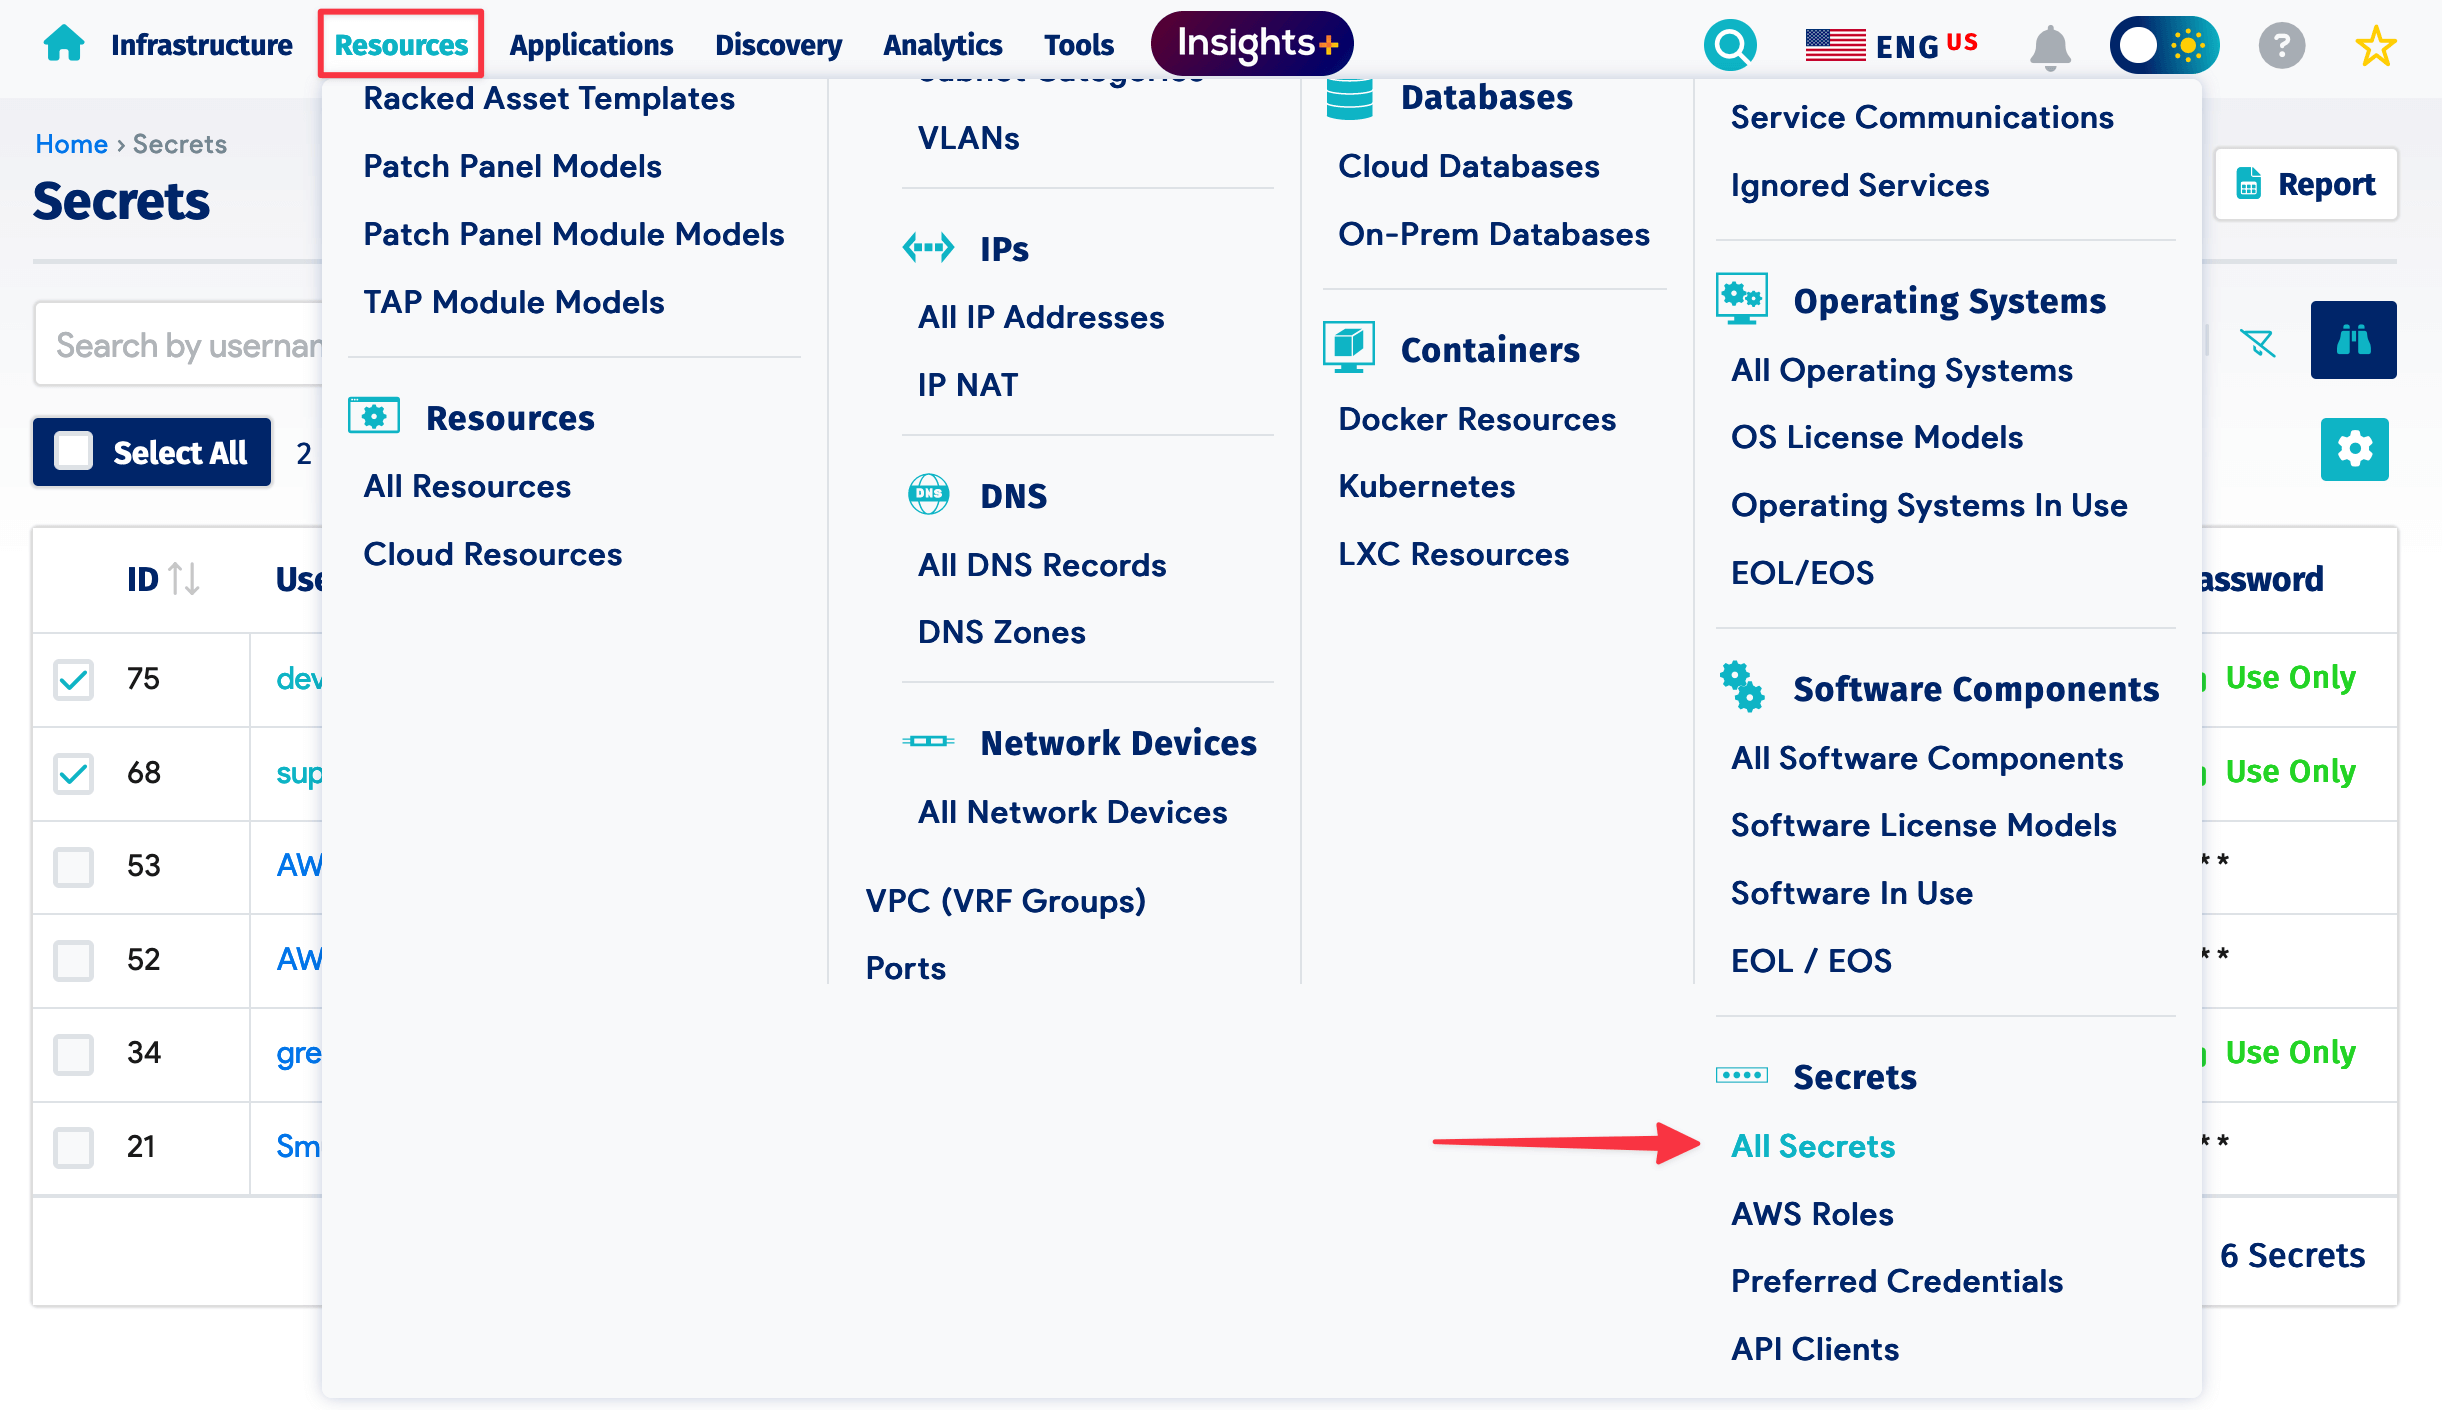 Infrastructure
Resources
Applications
Discovery
Analytics
Tools
Insights+
ENG US
?
Home › Secrets
Secrets
Report
Search by usernam
Select All
2
ID
Use
assword
75
dev
Use Only
68
sup
Use Only
53
AW
**
52
AW
**
34
gre
Use Only
21
Sm
**
6 Secrets
Racked Asset Templates
Patch Panel Models
Patch Panel Module Models
TAP Module Models
Resources
All Resources
Cloud Resources
Subnet Categories
VLANs
IPs
All IP Addresses
IP NAT
DNS
DNS
All DNS Records
DNS Zones
Network Devices
All Network Devices
VPC (VRF Groups)
Ports
Databases
Cloud Databases
On-Prem Databases
Containers
Docker Resources
Kubernetes
LXC Resources
Service Communications
Ignored Services
Operating Systems
All Operating Systems
OS License Models
Operating Systems In Use
EOL/EOS
Software Components
All Software Components
Software License Models
Software In Use
EOL / EOS
Secrets
All Secrets
AWS Roles
Preferred Credentials
API Clients